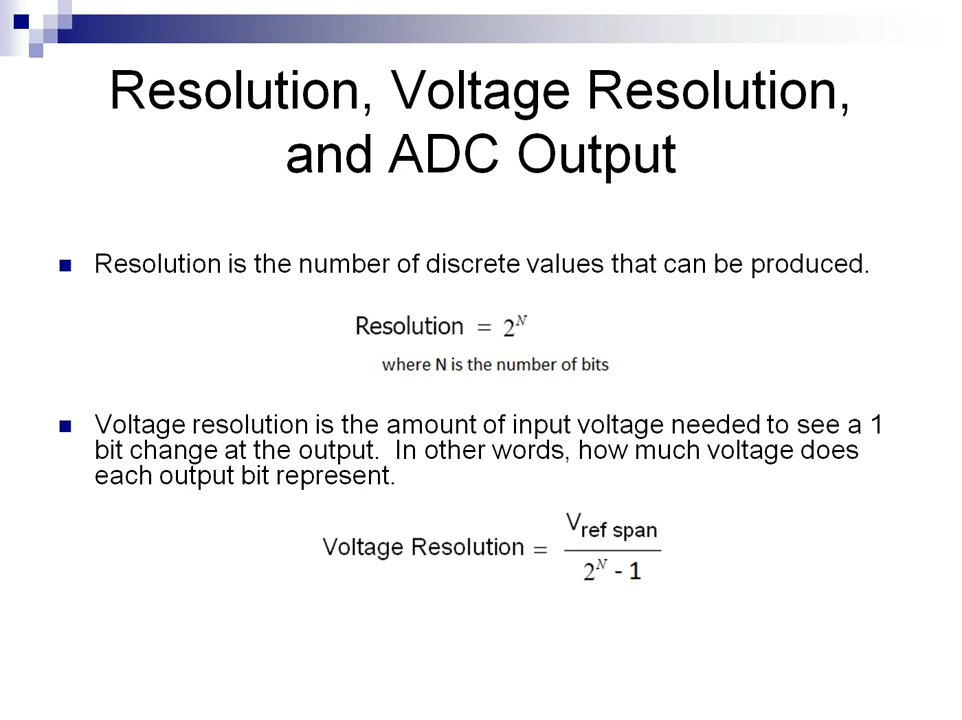 Resolution, Voltage Resolution,
and ADC Output
■ Resolution is the number of discrete values that can be produced.
Resolution = 2^N
where N is the number of bits
■ Voltage resolution is the amount of input voltage needed to see a 1
bit change at the output.  In other words, how much voltage does
each output bit represent.
V_ref span
Voltage Resolution =
2^N - 1